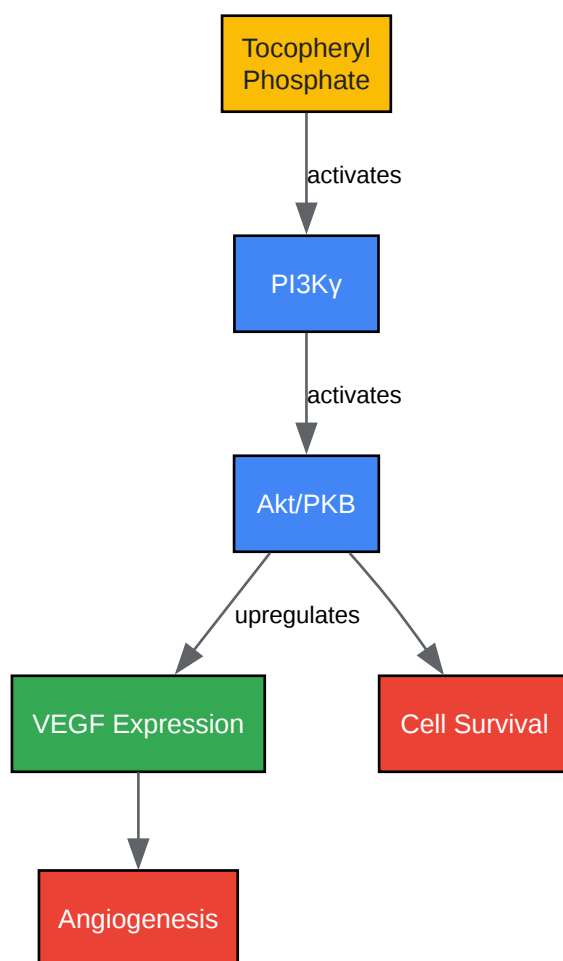 Tocopheryl
Phosphate
activates
PI3Kγ
activates
Akt/PKB
upregulates
VEGF Expression
Cell Survival
Angiogenesis